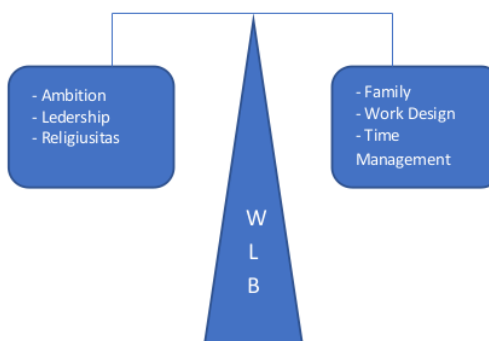 - Ambition
- Ledership
- Religiusitas
- Family
- Work Design
- Time
Management
W
L
B